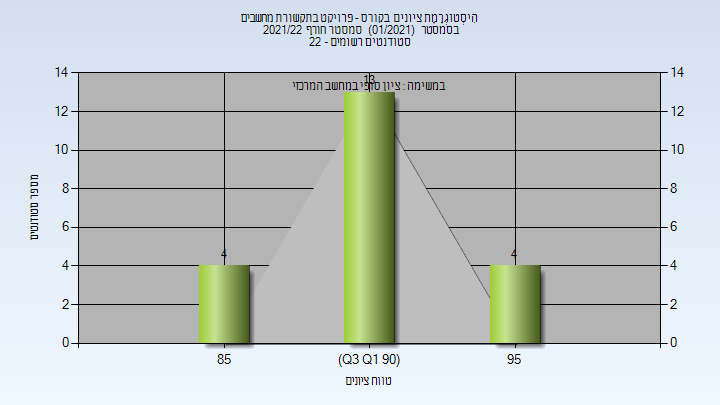 היסטוגרמת ציונים בקורס - פרויקט בתקשורת מחשבים
בסמסטר (01/2021) סמסטר חורף 2021/22
סטודנטים רשומים - 22
במשימה : ציון סופי במחשב המרכזי
14 14
12 12
10 10
8 8
6 6
4 4
2 2
0 0
13
4 4
מספר סטודנטים
85 (Q3 Q1 90) 95
טווח ציונים